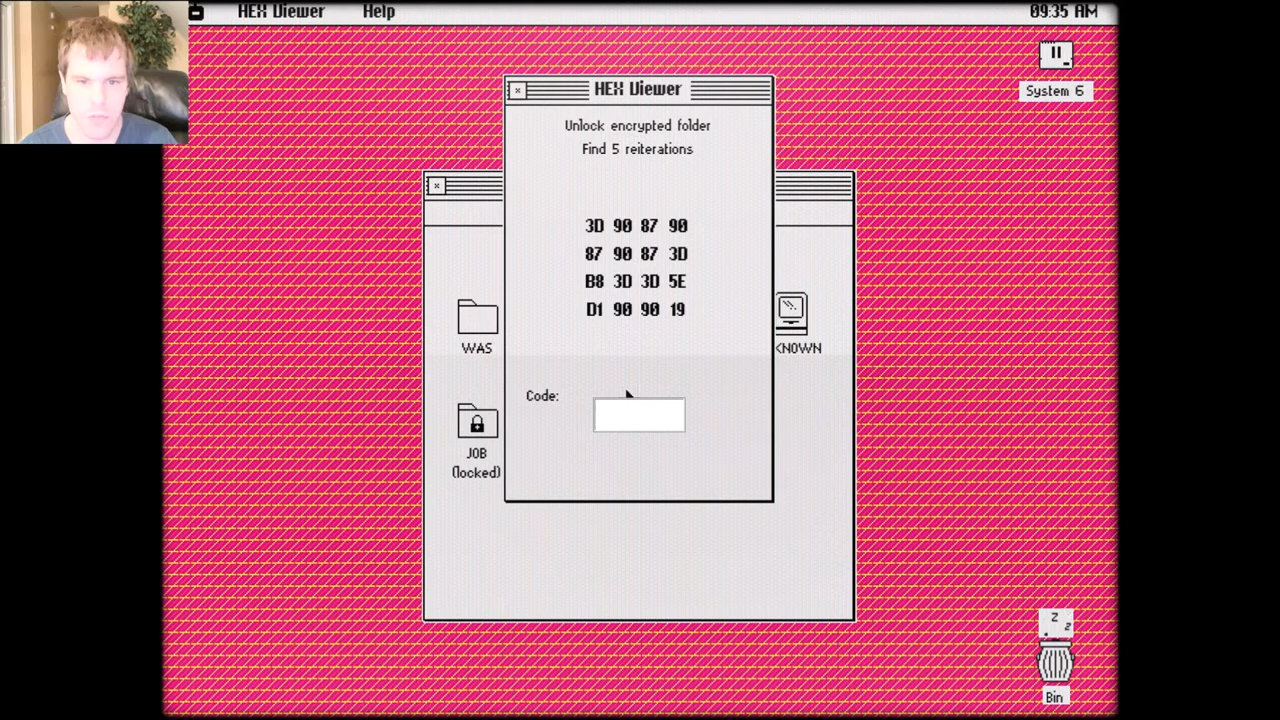 HEX Viewer Help 09:35 AM
System 6
HEX Viewer
Unlock encrypted folder
Find 5 reiterations
3D 90 87 90
87 90 87 3D
B8 3D 3D 5E
D1 90 90 19
WAS
KNOWN
Code:
JOB
(locked)
Z z
Bin